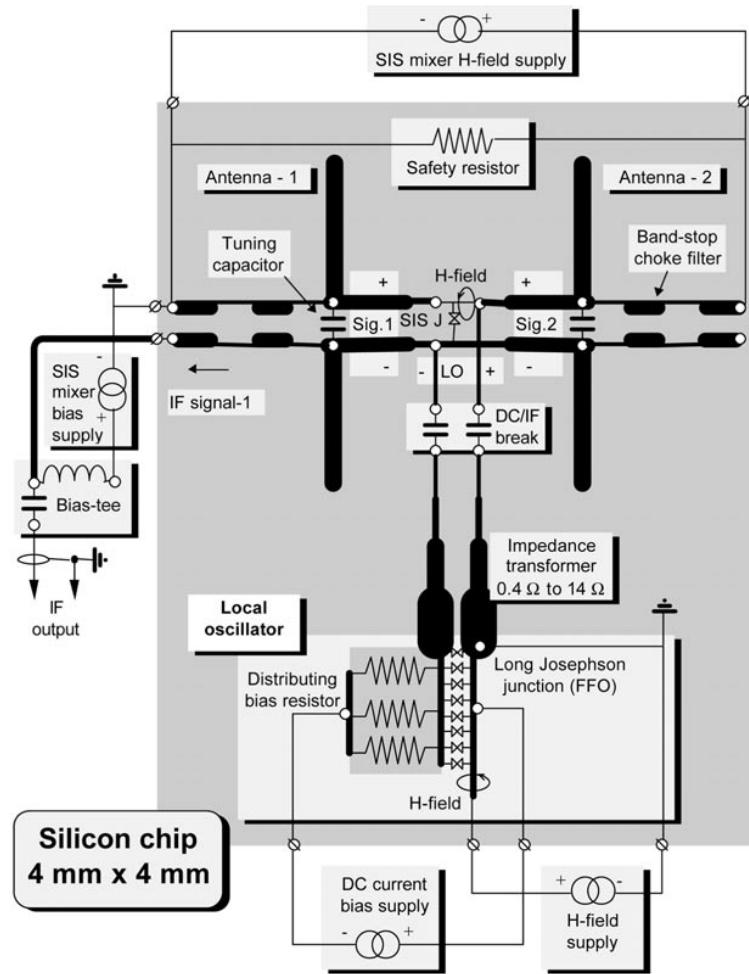 - +
SIS mixer H-field supply
Safety resistor
Antenna - 1
Antenna - 2
Tuning
capacitor
Band-stop
choke filter
H-field
+
+
SIS J
Sig.1
Sig.2
-
- LO +
-
IF signal-1
-
SIS
mixer
bias
supply
+
DC/IF
break
Bias-tee
IF
output
Impedance
transformer
0.4 Ω to 14 Ω
Local
oscillator
Distributing
bias resistor
Long Josephson
junction (FFO)
H-field
Silicon chip
4 mm x 4 mm
DC current
bias supply
- +
+ -
H-field
supply